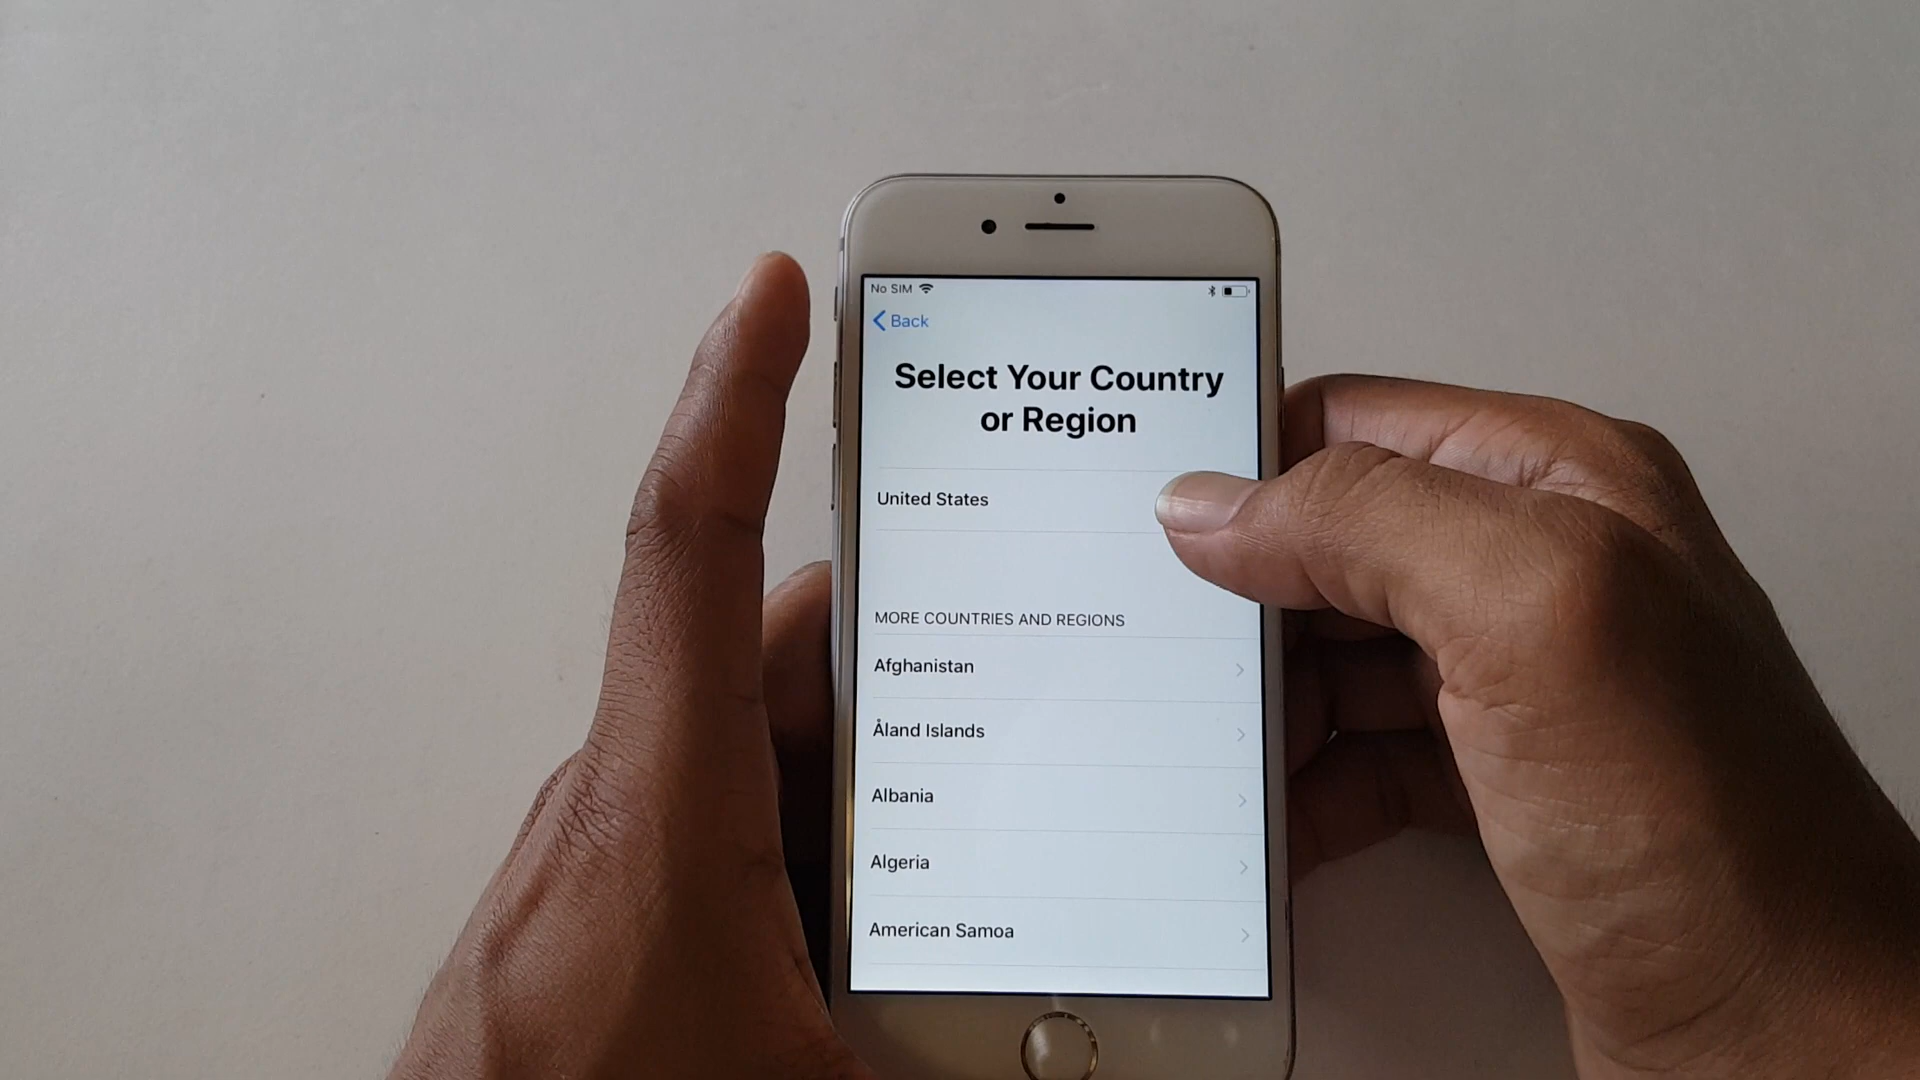 No SIM
Back
Select Your Country
or Region
United States
MORE COUNTRIES AND REGIONS
Afghanistan
Åland Islands
Albania
Algeria
American Samoa